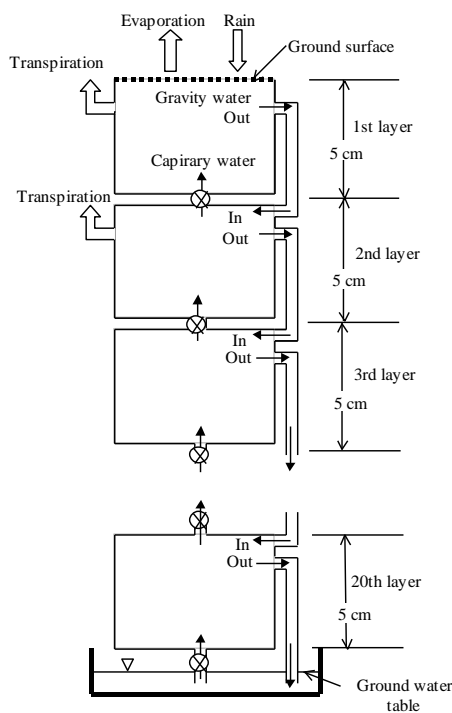 Evaporation
Rain
Ground surface
Transpiration
Gravity water
Out
1st layer
5 cm
Capirary water
Transpiration
In
Out
2nd layer
5 cm
In
Out
3rd layer
5 cm
In
Out
20th layer
5 cm
Ground water
table